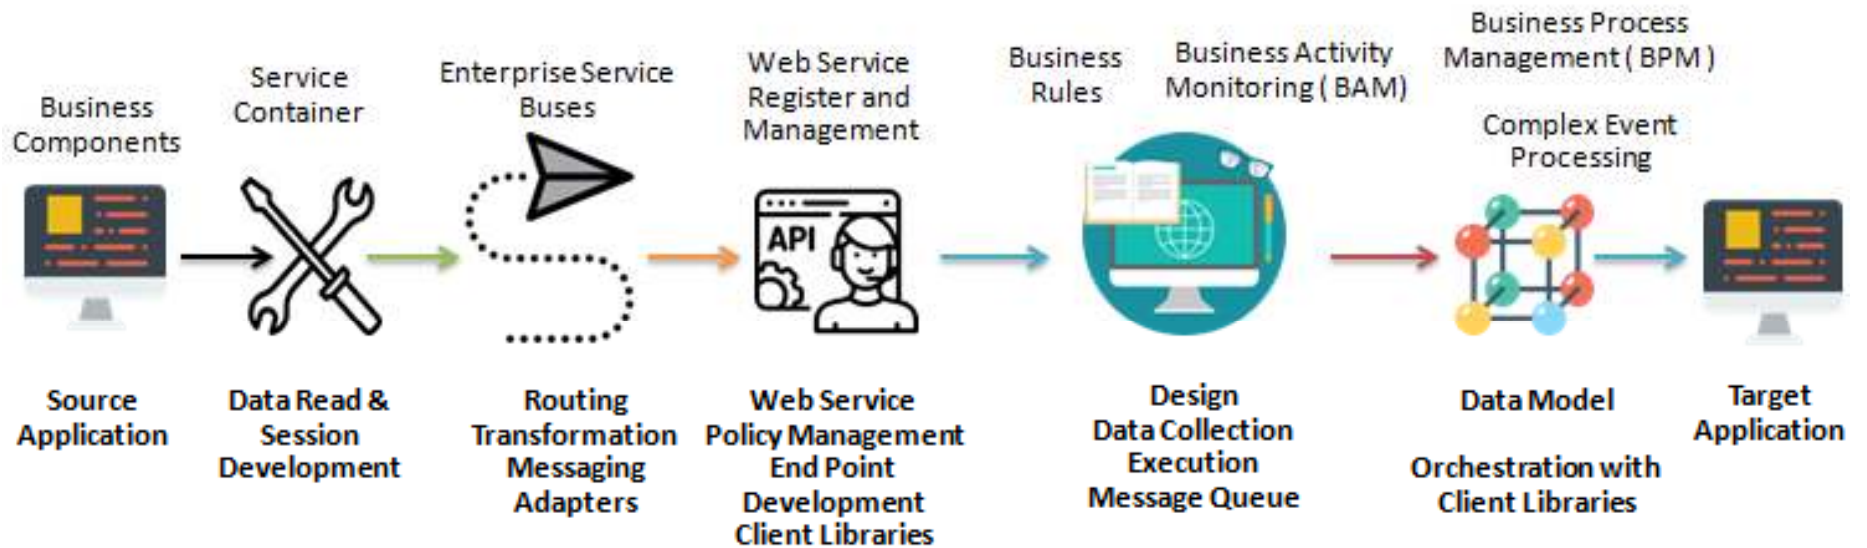 Business
Components
Service
Container
Enterprise Service
Buses
Web Service
Register and
Management
Business
Rules
Business Activity
Monitoring ( BAM)
Business Process
Management ( BPM )
Complex Event
Processing
API
Source
Application
Data Read &
Session
Development
Routing
Transformation
Messaging
Adapters
Web Service
Policy Management
End Point
Development
Client Libraries
Design
Data Collection
Execution
Message Queue
Data Model
Orchestration with
Client Libraries
Target
Application